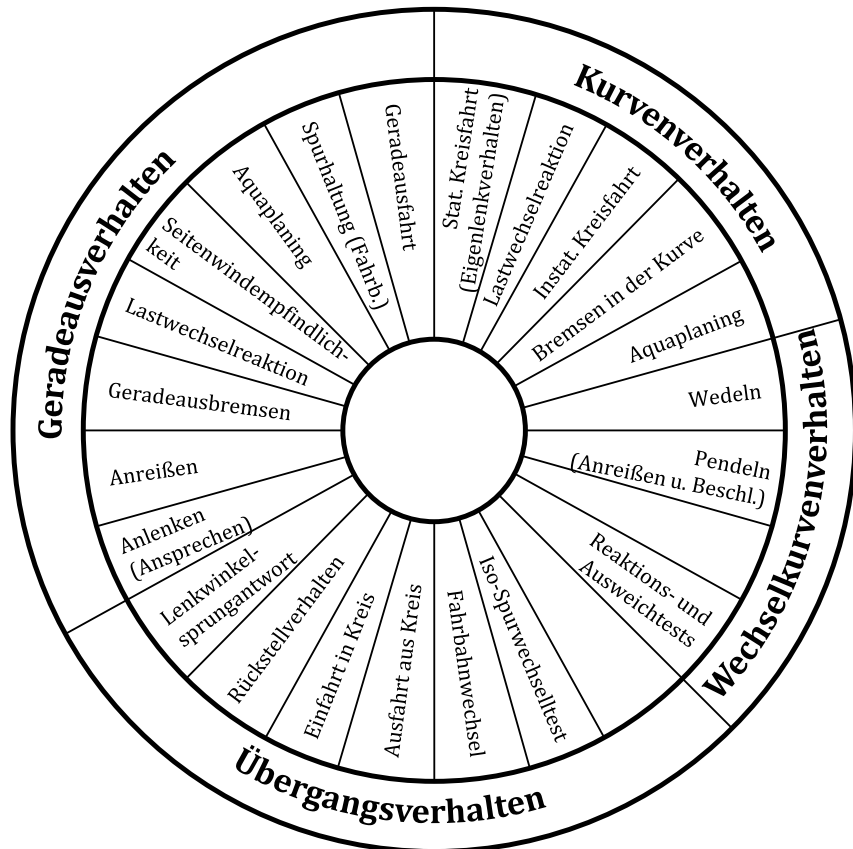 Kurvenverhalten
Stat. Kreisfahrt
(Eigenlenkverhalten)
Lastwechselreaktion
Instat. Kreisfahrt
Bremsen in der Kurve
Aquaplaning
Wechselkurvenverhalten
Wedeln
Pendeln
(Anreißen u. Beschl.)
Reaktions- und
Ausweichtests
Übergangsverhalten
Iso-Spurwechselltest
Fahrbahnwechsel
Ausfahrt aus Kreis
Einfahrt in Kreis
Rückstellverhalten
Lenkwinkel-
sprungantwort
Geradeausverhalten
Anlenken
(Ansprechen)
Anreißen
Geradeausbremsen
Lastwechselreaktion
Seitenwindempfindlich-
keit
Aquaplaning
Spurhaltung (Fahrb.)
Geradeausfahrt